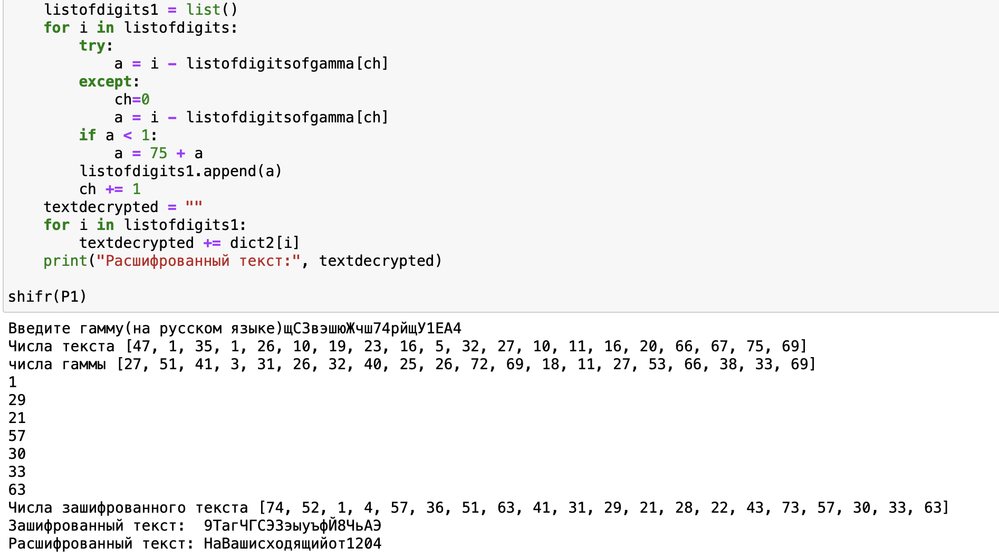 listofdigits1 = list()
    for i in listofdigits:
        try:
            a = i - listofdigitsofgamma[ch]
        except:
            ch=0
            a = i - listofdigitsofgamma[ch]
        if a < 1:
            a = 75 + a
        listofdigits1.append(a)
        ch += 1
    textdecrypted = ""
    for i in listofdigits1:
        textdecrypted += dict2[i]
    print("Расшифрованный текст:", textdecrypted)

shifr(P1)
Введите гамму(на русском языке)щСЗвэшюЖчш74рйщУ1ЕА4
Числа текста [47, 1, 35, 1, 26, 10, 19, 23, 16, 5, 32, 27, 10, 11, 16, 20, 66, 67, 75, 69]
числа гаммы [27, 51, 41, 3, 31, 26, 32, 40, 25, 26, 72, 69, 18, 11, 27, 53, 66, 38, 33, 69]
1
29
21
57
30
33
63
Числа зашифрованного текста [74, 52, 1, 4, 57, 36, 51, 63, 41, 31, 29, 21, 28, 22, 43, 73, 57, 30, 33, 63]
Зашифрованный текст:  9ТагЧГСЭЗэыуъфЙ8ЧьАЭ
Расшифрованный текст: НаВашисходящийот1204